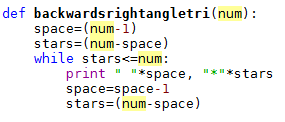 def backwardsrightangletri(num):
    space=(num-1)
    stars=(num-space)
    while stars<=num:
        print " "*space, "*"*stars
        space=space-1
        stars=(num-space)